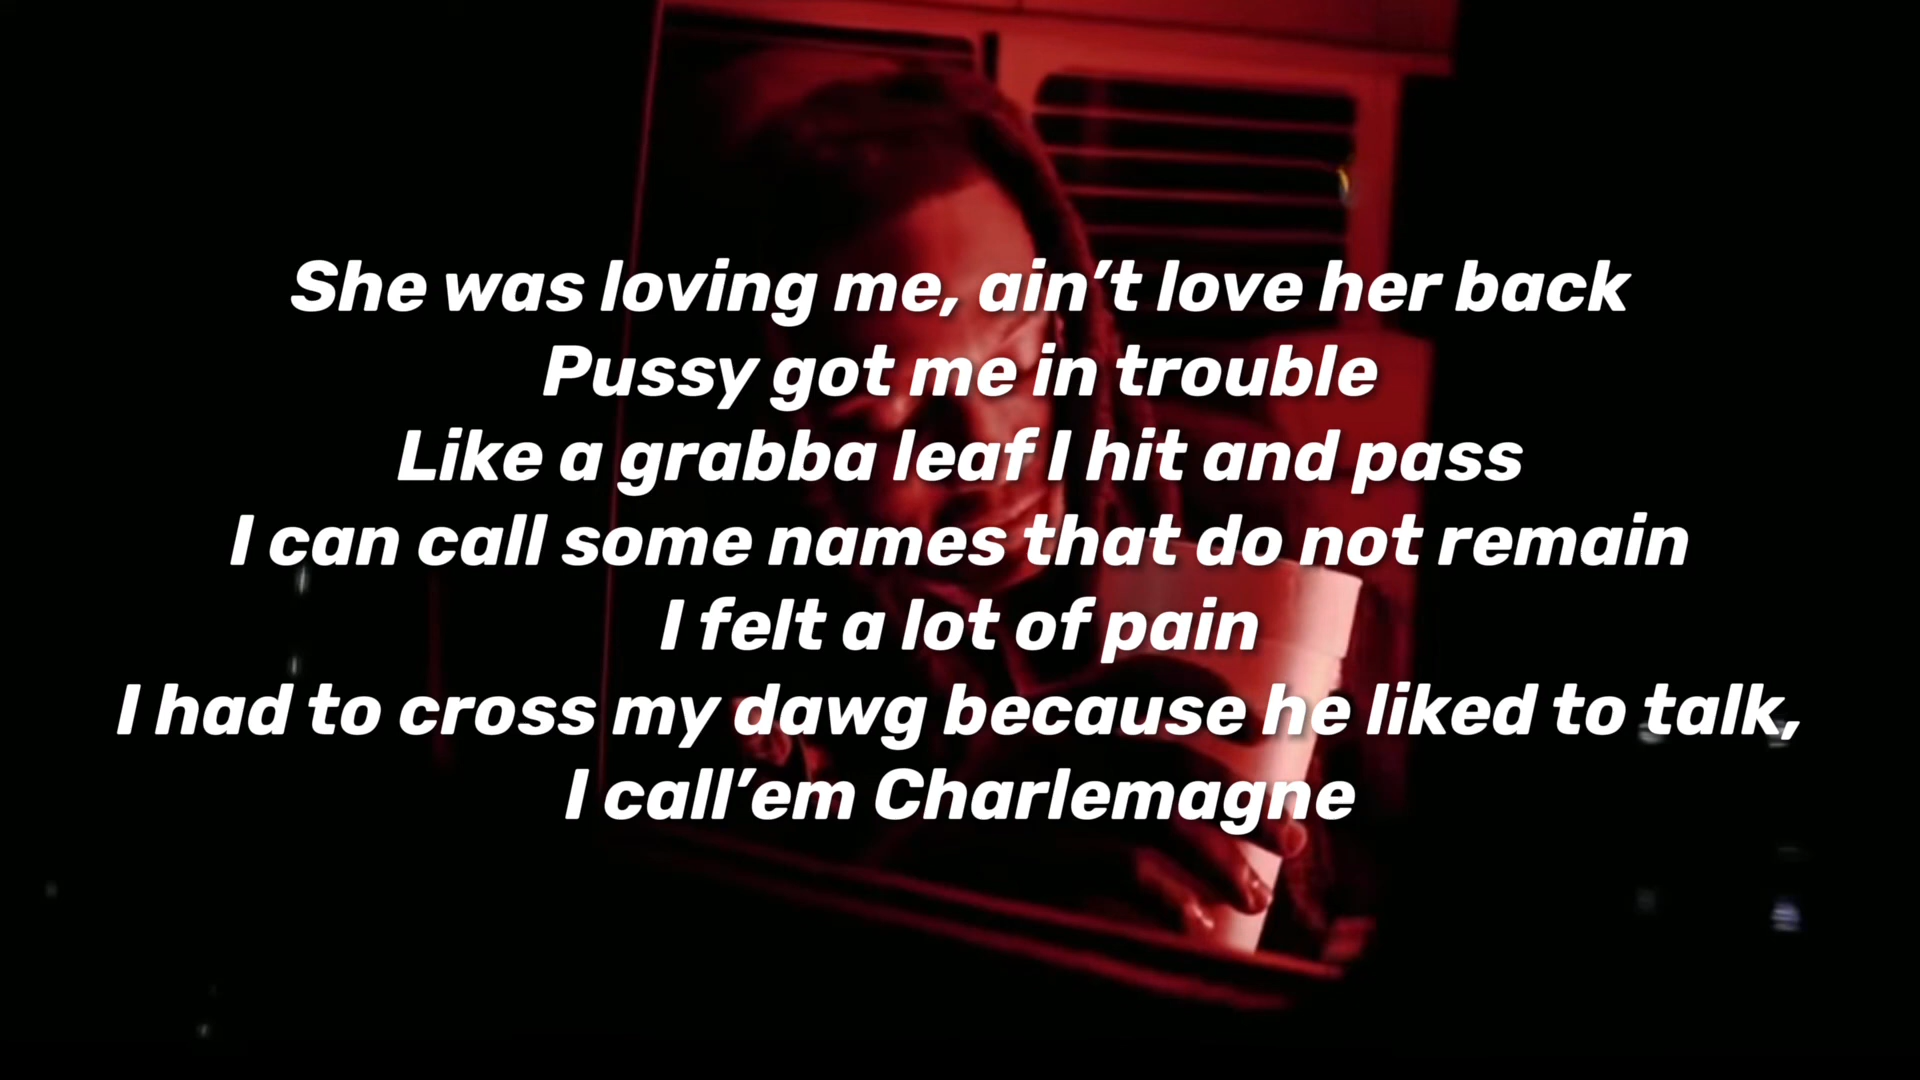 She was loving me, ain’t love her back
Pussy got me in trouble
Like a grabba leaf I hit and pass
I can call some names that do not remain
I felt a lot of pain
I had to cross my dawg because he liked to talk,
I call’em Charlemagne